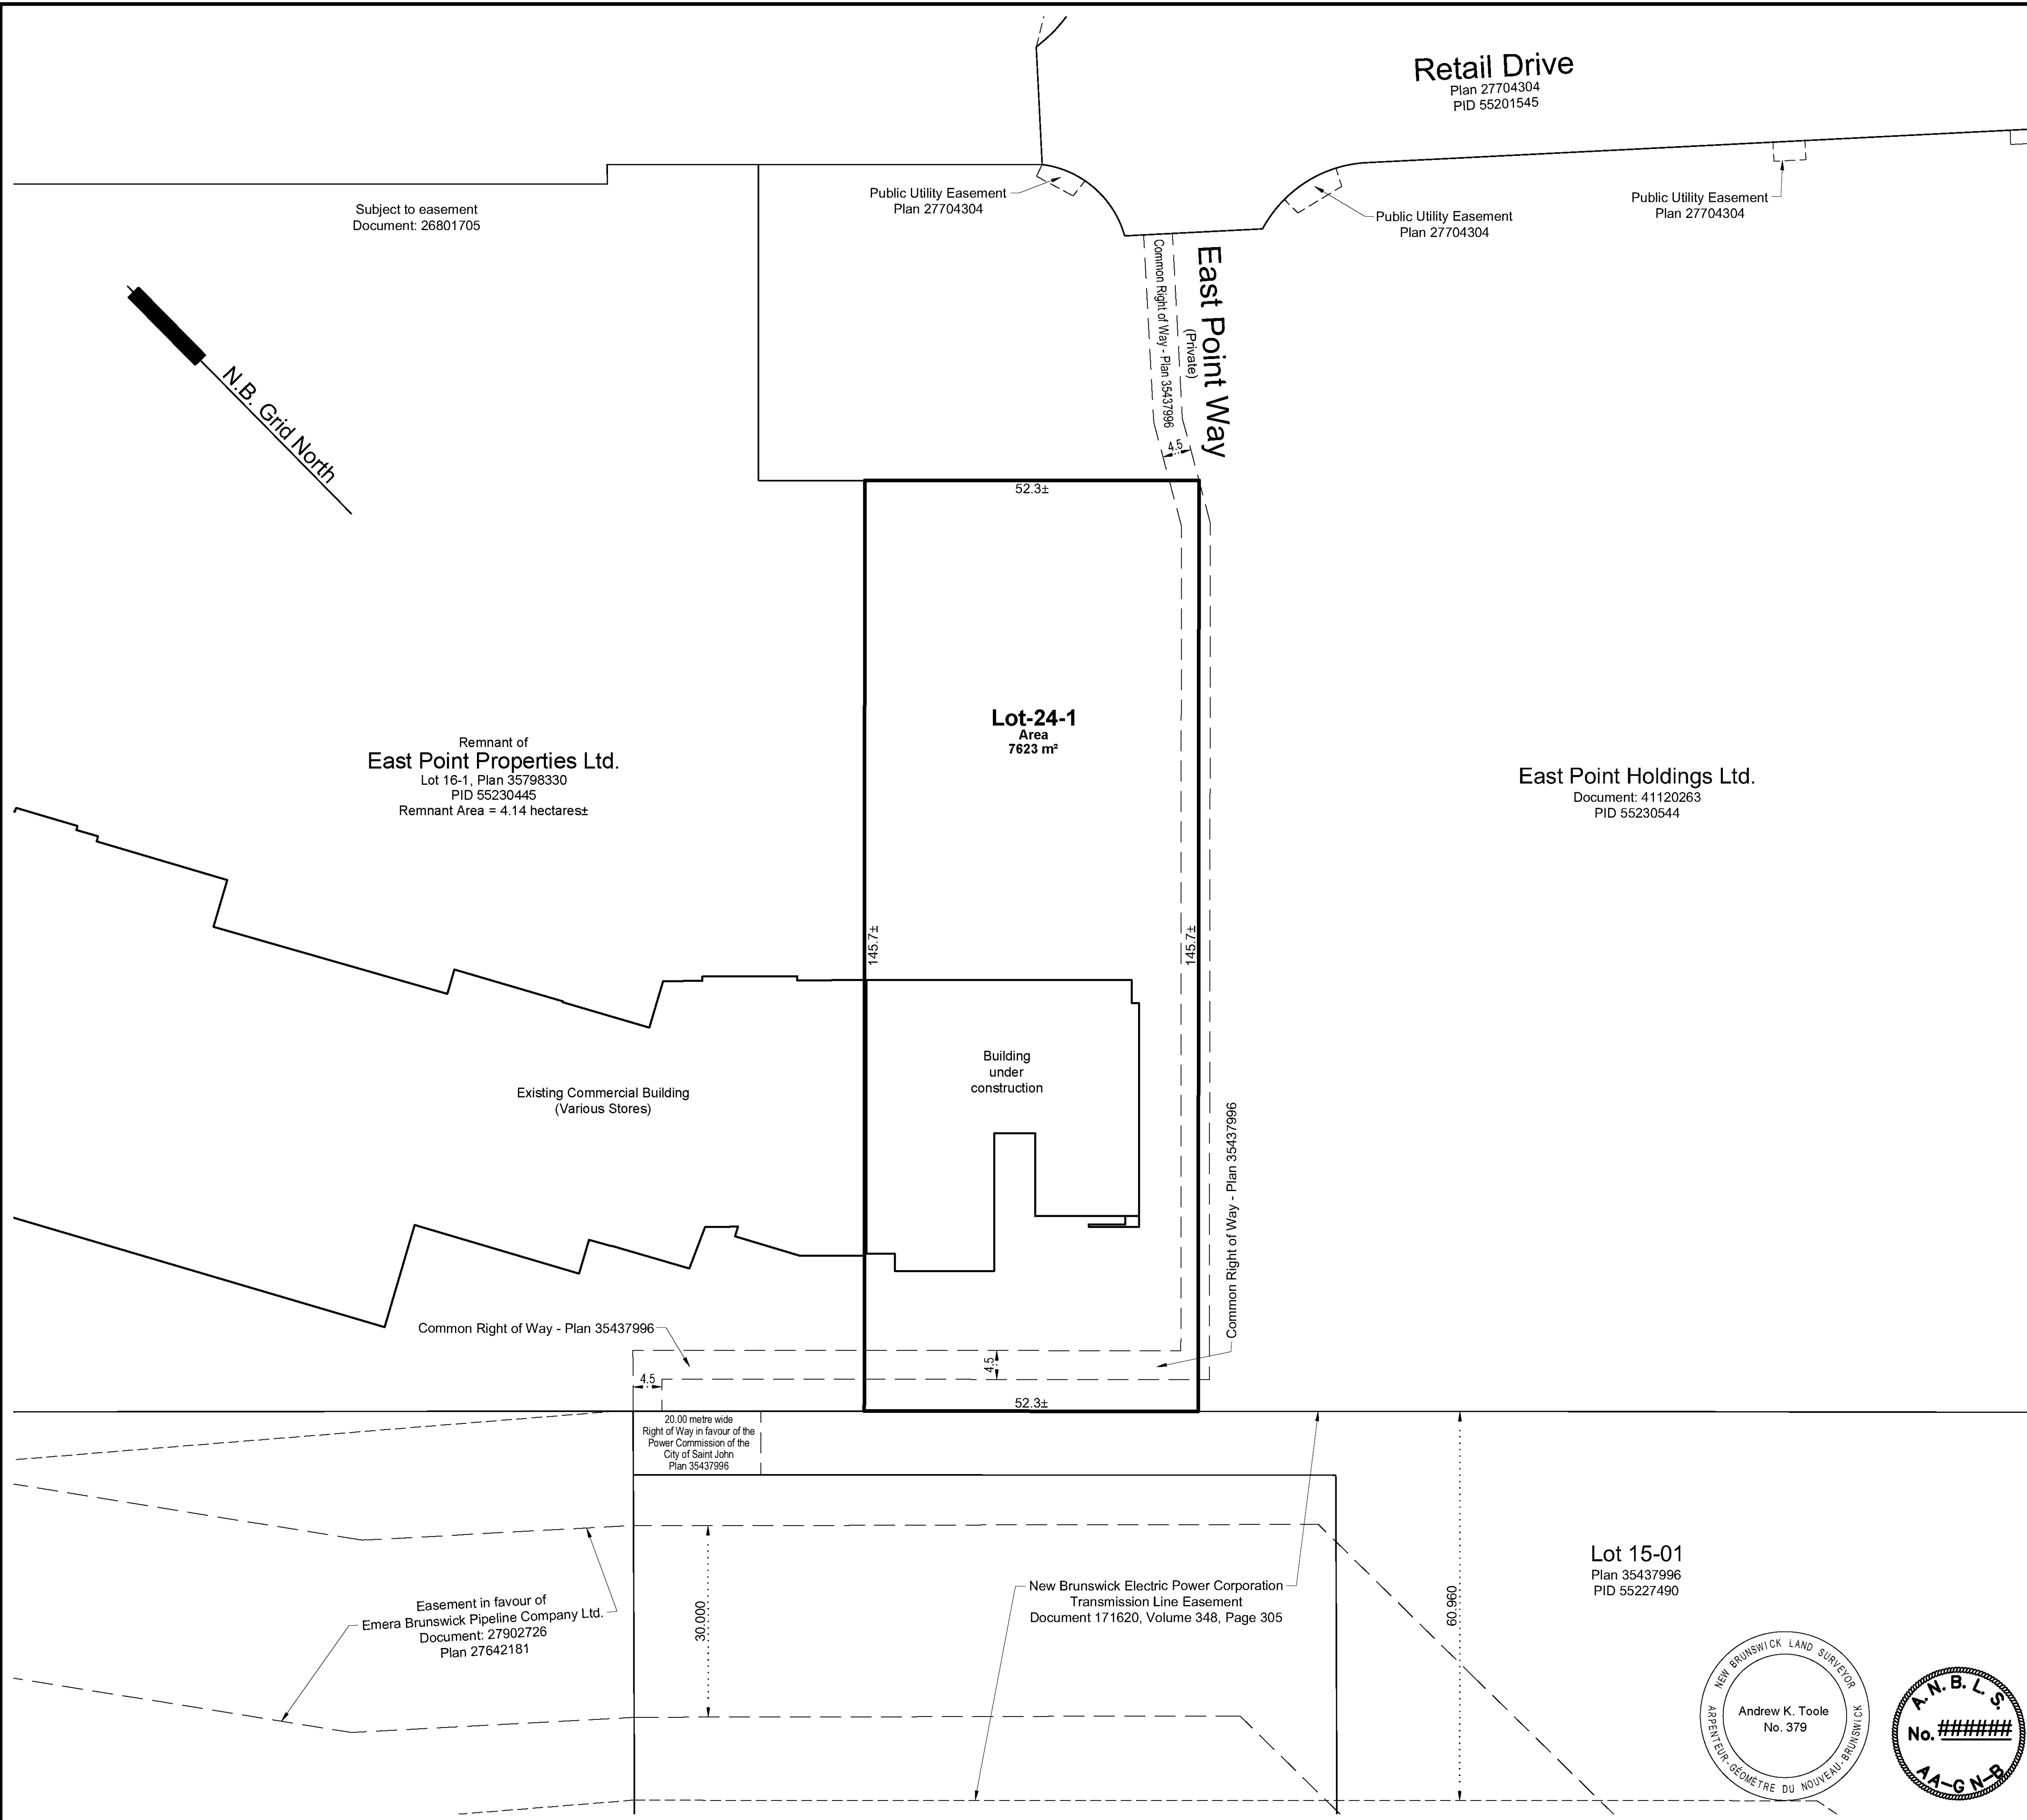 Retail Drive
Plan 27704304
PID 55201545
Public Utility Easement
Plan 27704304
Public Utility Easement
Plan 27704304
Public Utility Easement
Plan 27704304
Subject to easement
Document: 26801705
Common Right of Way - Plan 35437996
(Private)
East Point Way
4.5
N.B. Grid North
52.3±
Lot-24-1
Area
7623 m²
Remnant of
East Point Properties Ltd.
Lot 16-1, Plan 35798330
PID 55230445
Remnant Area = 4.14 hectares±
East Point Holdings Ltd.
Document: 41120263
PID 55230544
145.7±
145.7±
Building
under
construction
Existing Commercial Building
(Various Stores)
Common Right of Way - Plan 35437996
Common Right of Way - Plan 35437996
4.5
4.5
52.3±
20.00 metre wide
Right of Way in favour of the
Power Commission of the
City of Saint John
Plan 35437996
Easement in favour of
Emera Brunswick Pipeline Company Ltd.
Document: 27902726
Plan 27642181
30.000
New Brunswick Electric Power Corporation
Transmission Line Easement
Document 171620, Volume 348, Page 305
60.960
Lot 15-01
Plan 35437996
PID 55227490
NEW BRUNSWICK LAND SURVEYOR
Andrew K. Toole
No. 379
ARPENTEUR-GÉOMÈTRE DU NOUVEAU-BRUNSWICK
A.N.B.L.S.
No. ######
AA-GN-B